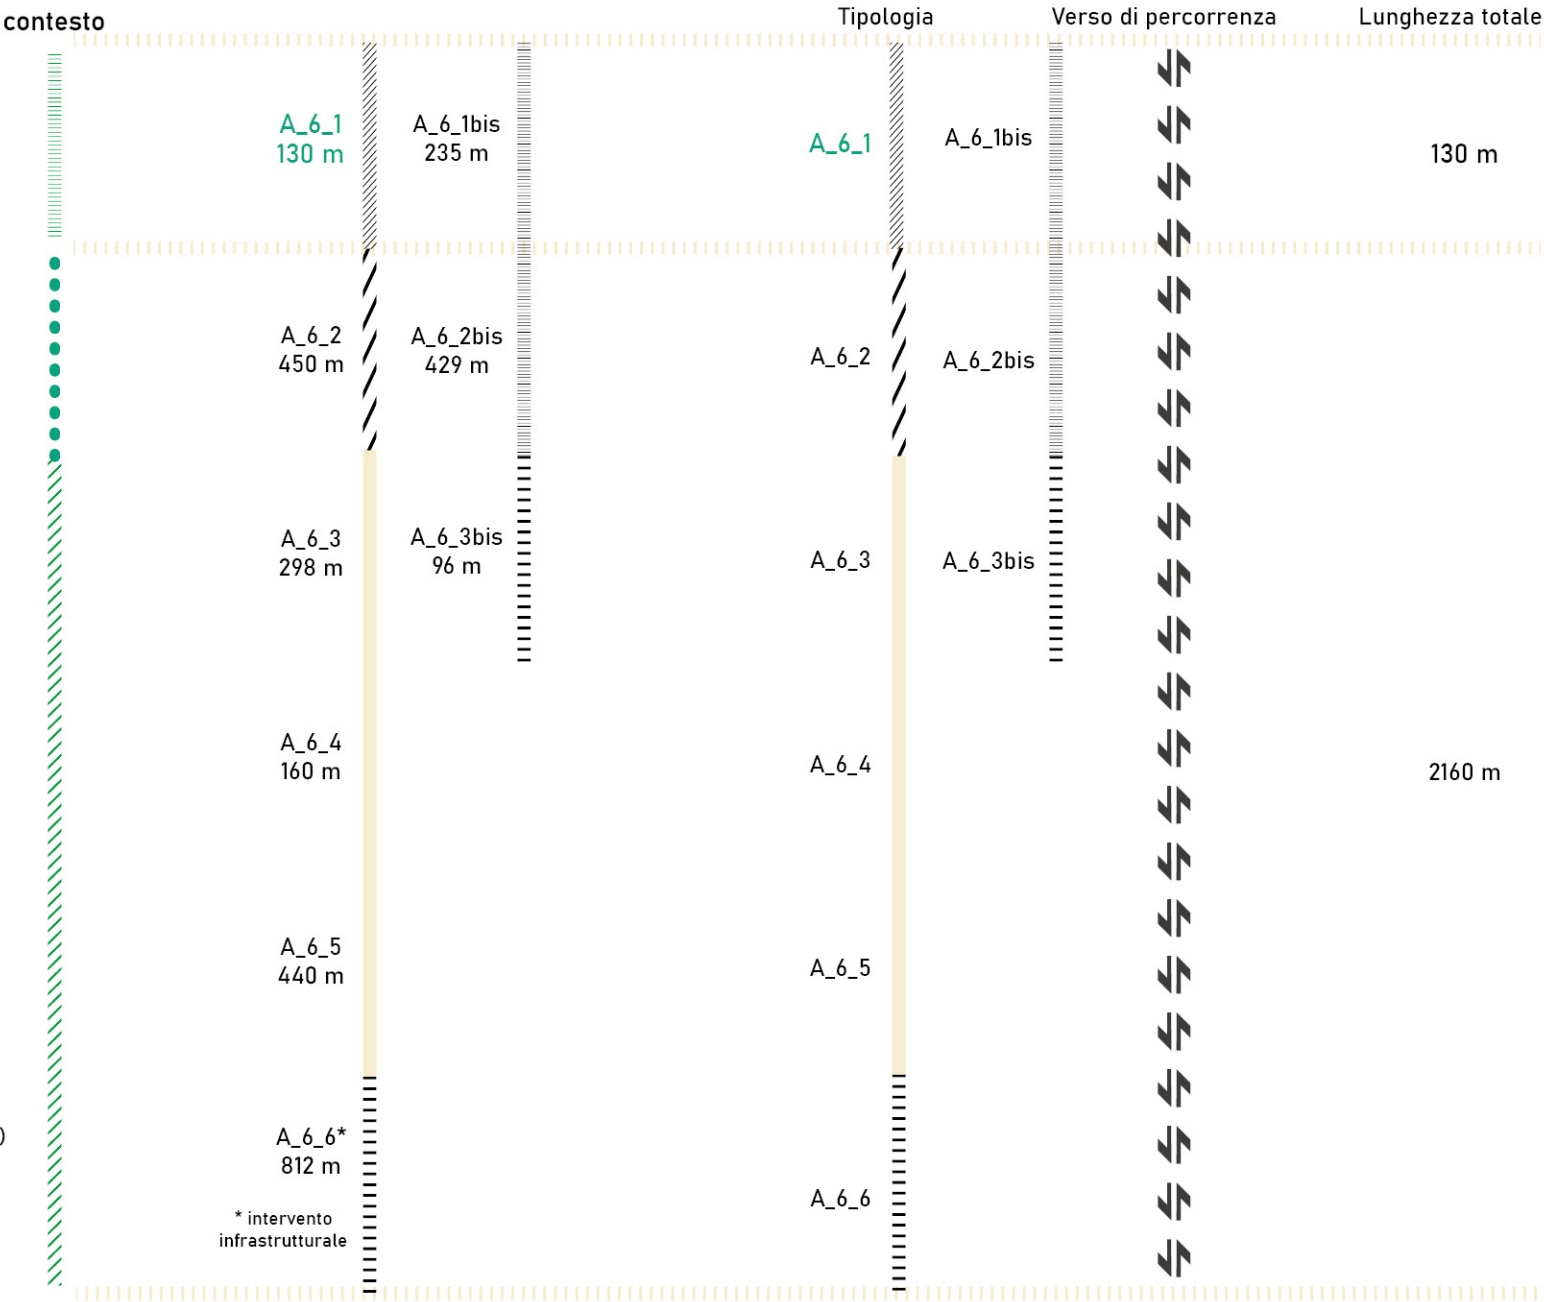 contesto
Tipologia
Verso di percorrenza
Lunghezza totale
A_6_1
130 m
A_6_1bis
235 m
A_6_1
A_6_1bis
130 m
A_6_2
450 m
A_6_2bis
429 m
A_6_2
A_6_2bis
A_6_3
298 m
A_6_3bis
96 m
A_6_3
A_6_3bis
A_6_4
160 m
A_6_4
2160 m
A_6_5
440 m
A_6_5
)
A_6_6*
812 m
* intervento
infrastrutturale
A_6_6